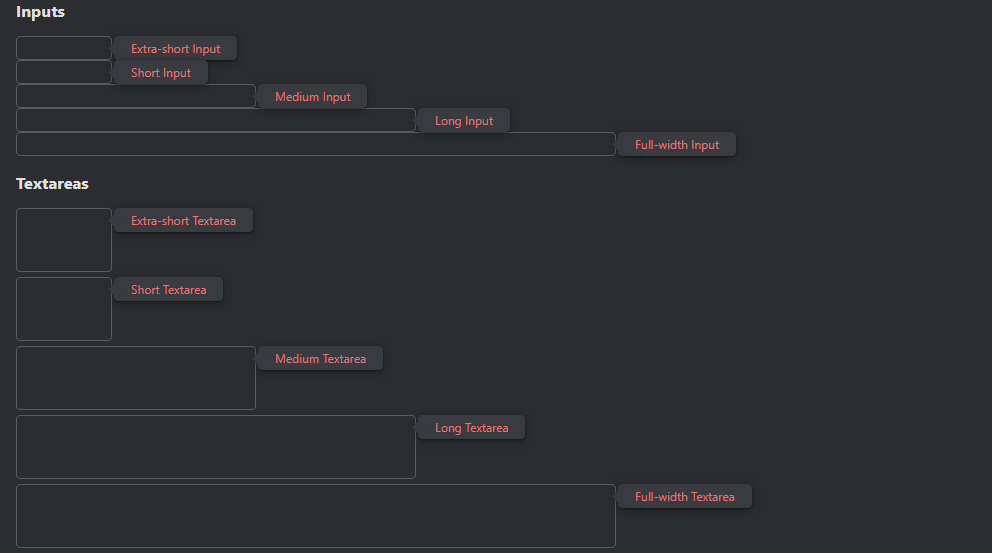 Inputs
Extra-short Input
Short Input
Medium Input
Long Input
Full-width Input
Textareas
Extra-short Textarea
Short Textarea
Medium Textarea
Long Textarea
Full-width Textarea